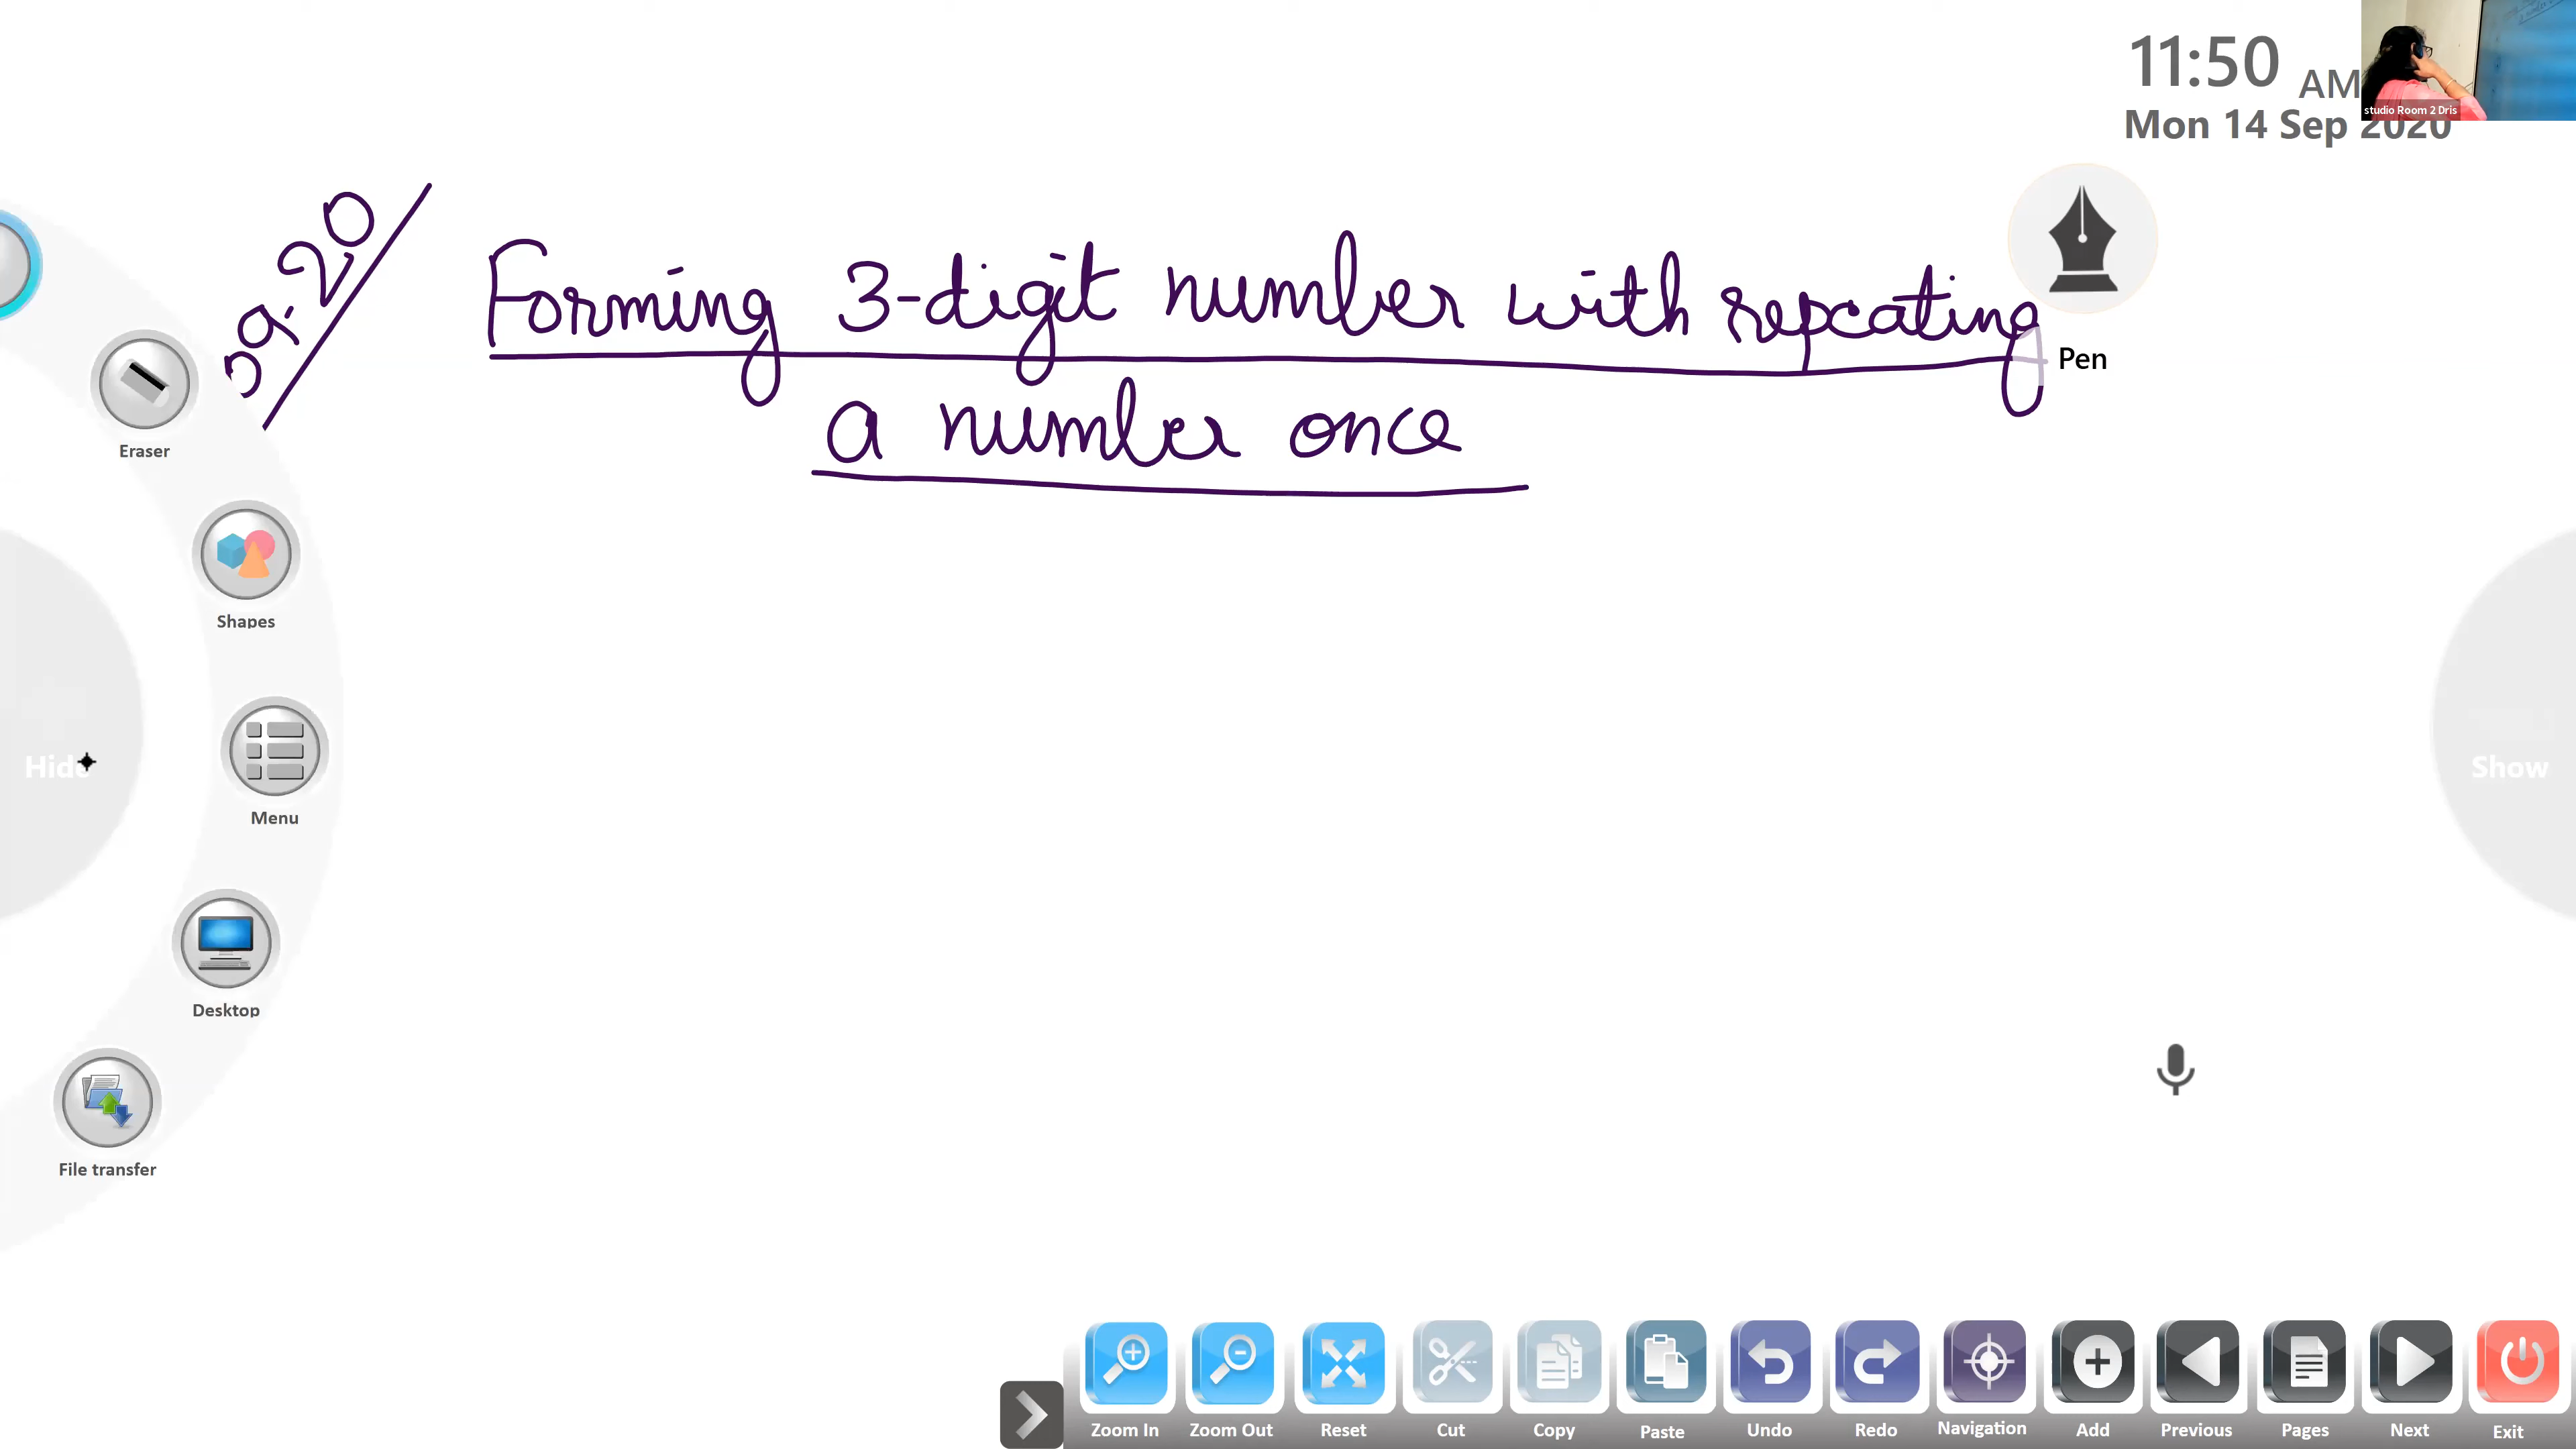 11:50 AM
studio Room 2 Dris
Mon 14 Sep 2020
09.20
Forming 3-digit number with repeating
a number once
Pen
Eraser
Shapes
Menu
Hide
Show
Desktop
File transfer
Zoom In Zoom Out Reset Cut Copy Paste Undo Redo Navigation Add Previous Pages Next Exit